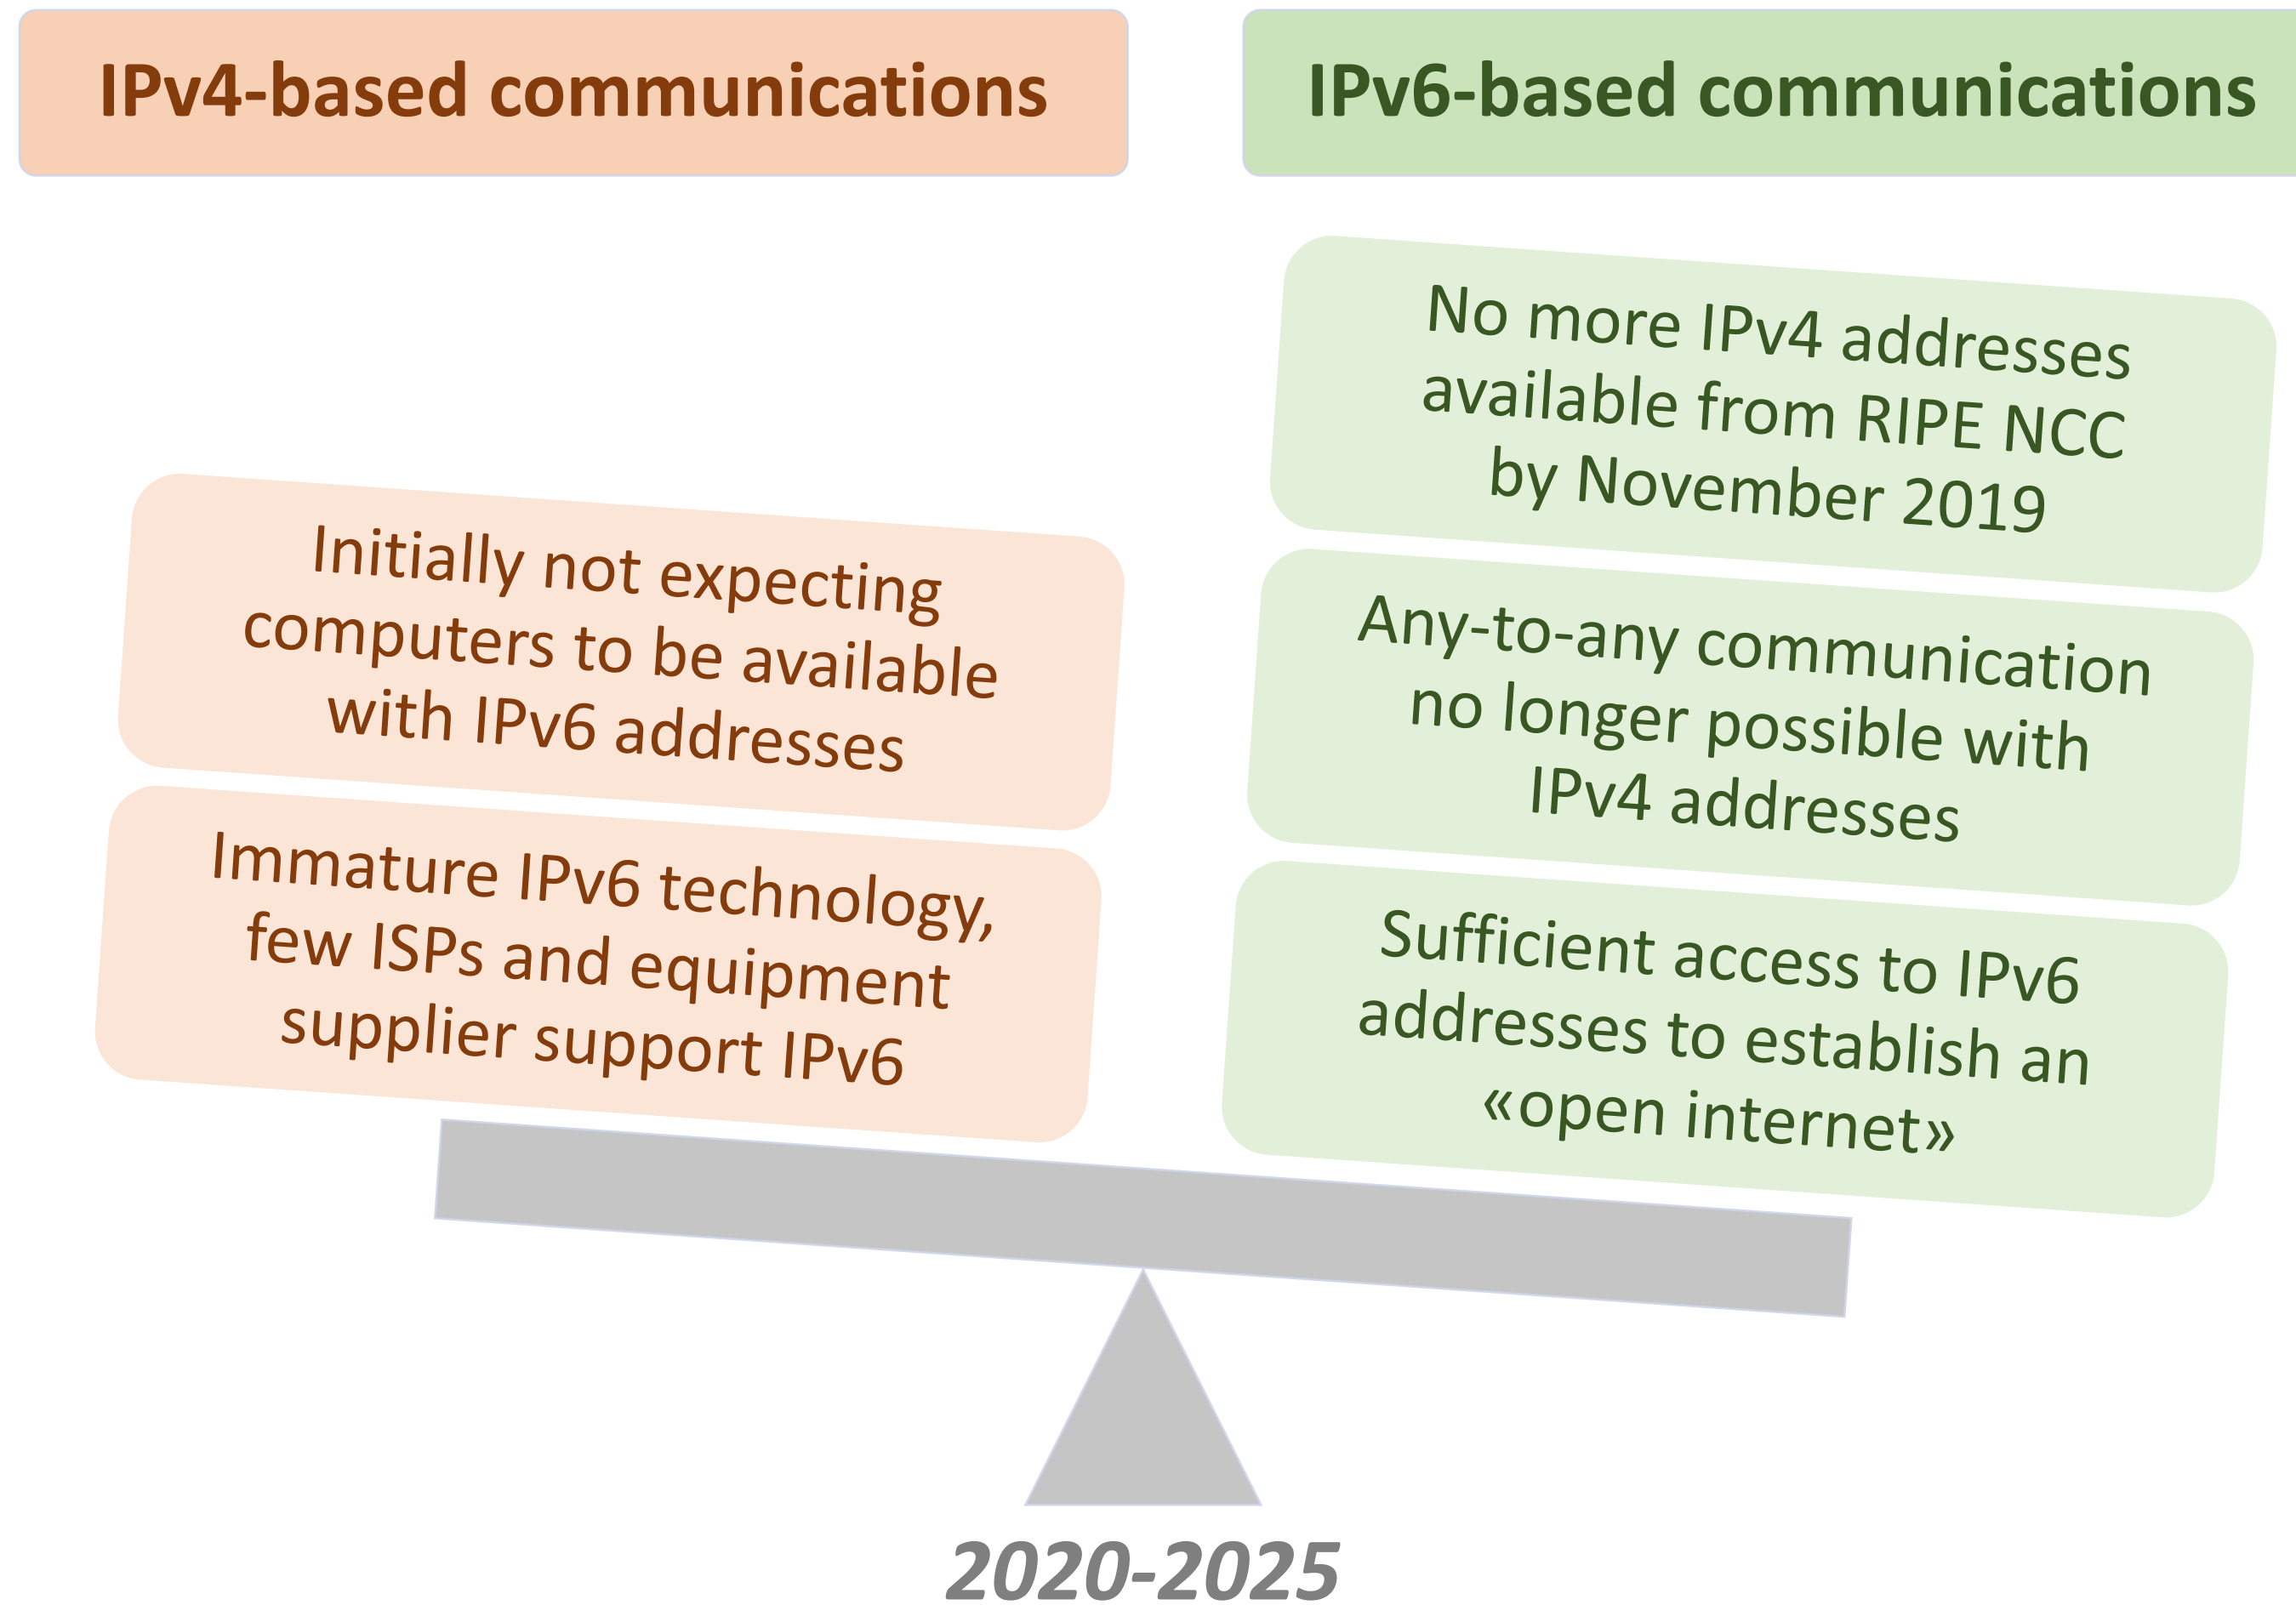 IPv4-based communications
IPv6-based communications
Initially not expecting
computers to be available
with IPv6 addresses
Immature IPv6 technology,
few ISPs and equipment
supplier support IPv6
No more IPv4 addresses
available from RIPE NCC
by November 2019
Any-to-any communication
no longer possible with
IPv4 addresses
Sufficient access to IPv6
addresses to establish an
«open internet»
2020-2025